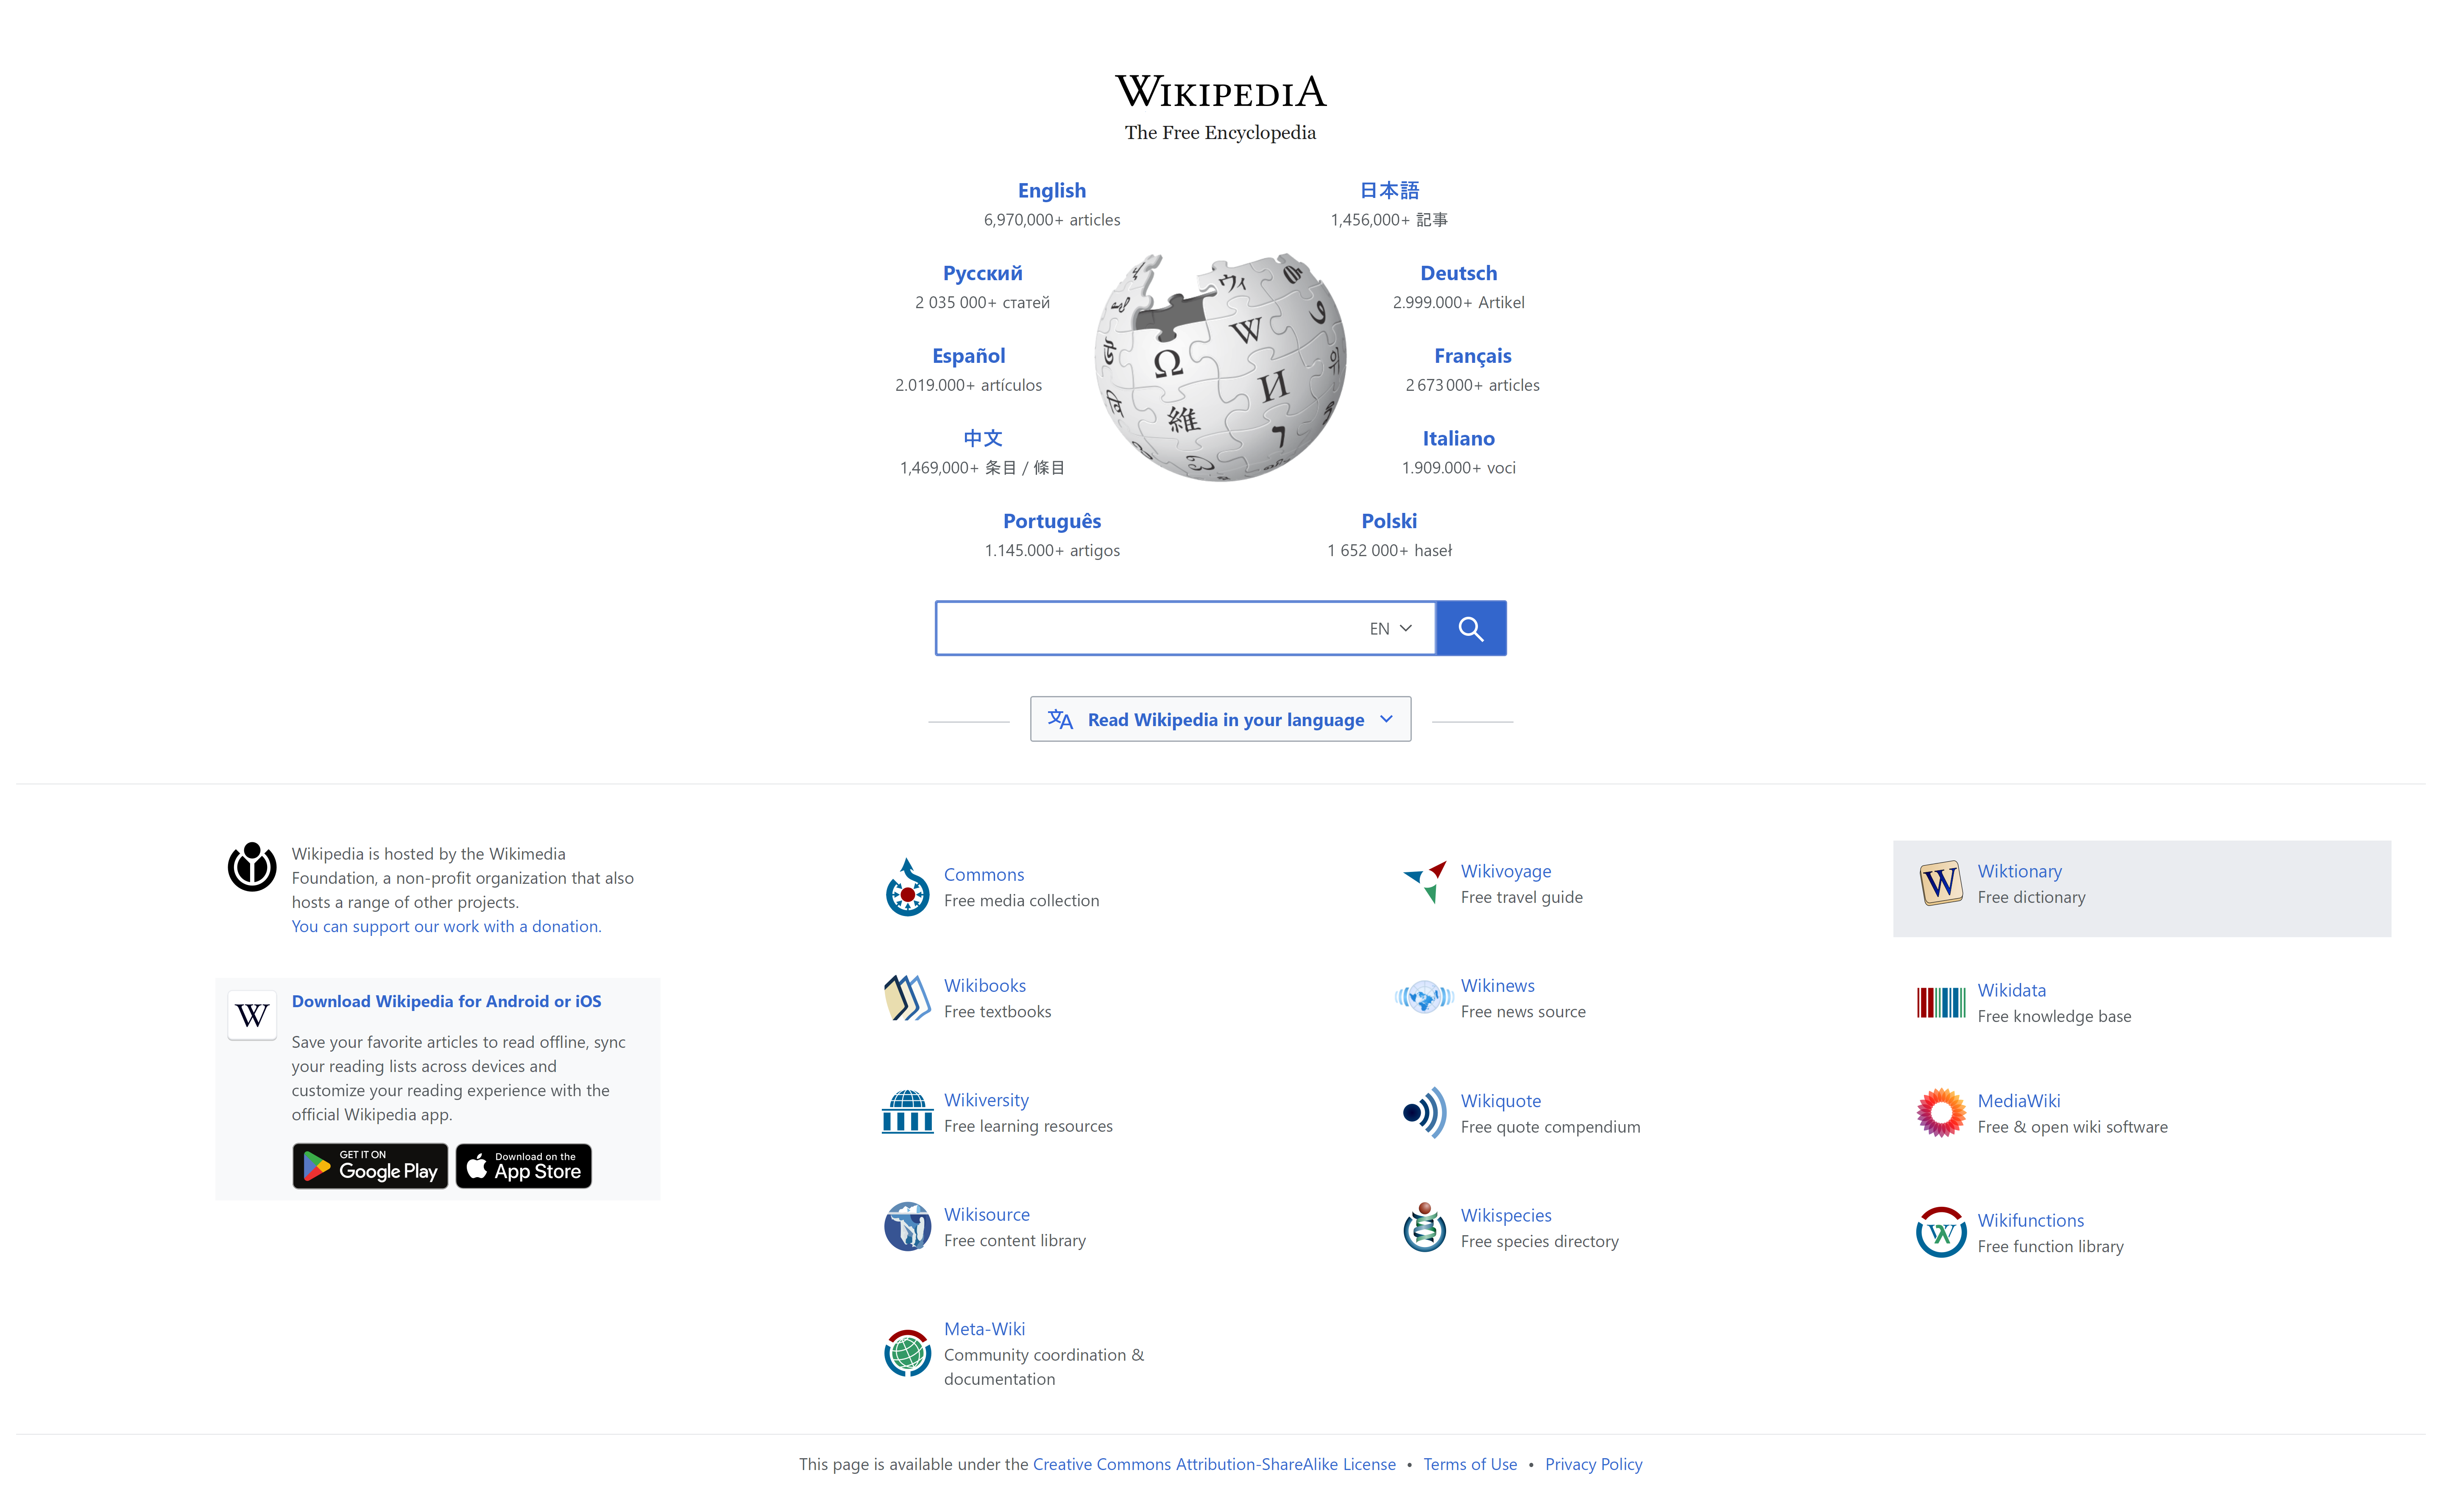 WIKIPEDIA
The Free Encyclopedia
English
6,970,000+ articles
日本語
1,456,000+ 記事
Русский
2 035 000+ статей
Deutsch
2.999.000+ Artikel
Español
2.019.000+ artículos
Français
2 673 000+ articles
中文
1,469,000+ 条目 / 條目
Italiano
1.909.000+ voci
Português
1.145.000+ artigos
Polski
1 652 000+ haseł
ウィ
W
Ω
И
위
維
ר
EN
Read Wikipedia in your language
Wikipedia is hosted by the Wikimedia
Foundation, a non-profit organization that also
hosts a range of other projects.
You can support our work with a donation.
W
Download Wikipedia for Android or iOS
Save your favorite articles to read offline, sync
your reading lists across devices and
customize your reading experience with the
official Wikipedia app.
GET IT ON
Google Play
Download on the
App Store
Commons
Free media collection
Wikivoyage
Free travel guide
W
Wiktionary
Free dictionary
Wikibooks
Free textbooks
Wikinews
Free news source
Wikidata
Free knowledge base
Wikiversity
Free learning resources
Wikiquote
Free quote compendium
MediaWiki
Free & open wiki software
Wikisource
Free content library
Wikispecies
Free species directory
Wikifunctions
Free function library
Meta-Wiki
Community coordination &
documentation
This page is available under the Creative Commons Attribution-ShareAlike License • Terms of Use • Privacy Policy